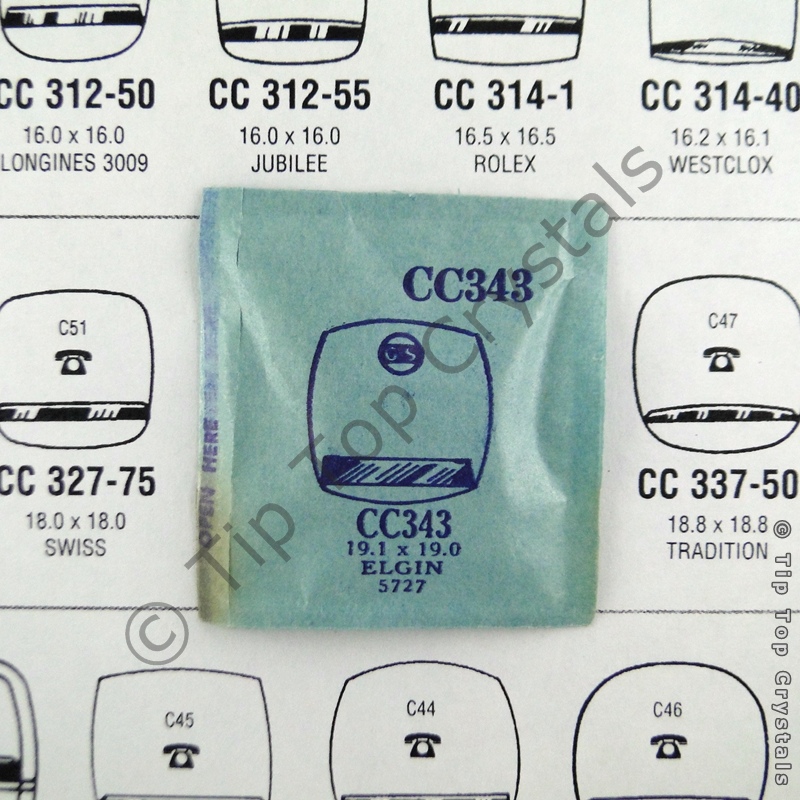 CC 312-50
16.0 x 16.0
LONGINES 3009
CC 312-55
16.0 x 16.0
JUBILEE
CC 314-1
16.5 x 16.5
ROLEX
CC 314-40
16.2 x 16.1
WESTCLOX
C51
CC 327-75
18.0 x 18.0
SWISS
CC343
GS
OPEN HERE
CC343
19.1 x 19.0
ELGIN
5727
C47
CC 337-50
18.8 x 18.8
TRADITION
C45
C44
C46
© Tip Top Crystals
© Tip Top Crystals